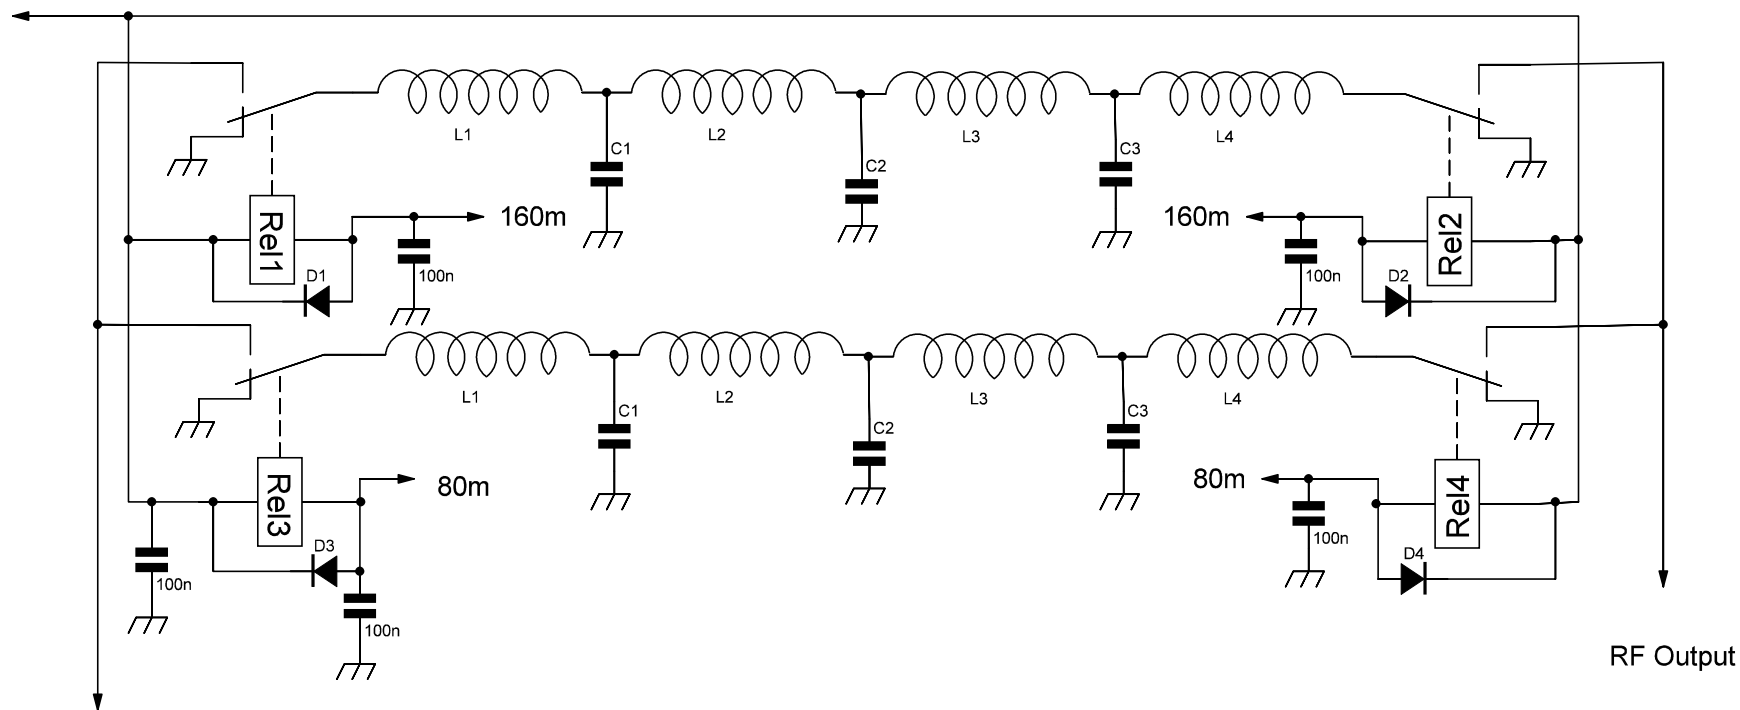 L1
L2
L3
L4
C1
C2
C3
160m
160m
Rel1
Rel2
D1
100n
100n
D2
L1
L2
L3
L4
C1
C2
C3
80m
80m
Rel3
Rel4
D3
100n
D4
100n
100n
RF Output